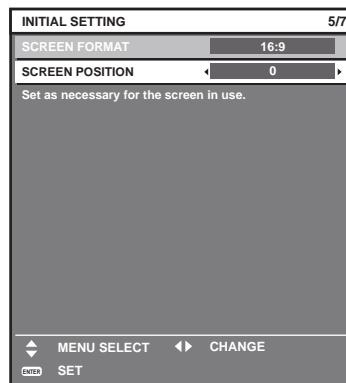 INITIAL SETTING 5/7
SCREEN FORMAT 16:9
SCREEN POSITION 0
Set as necessary for the screen in use.
MENU SELECT CHANGE
ENTER SET